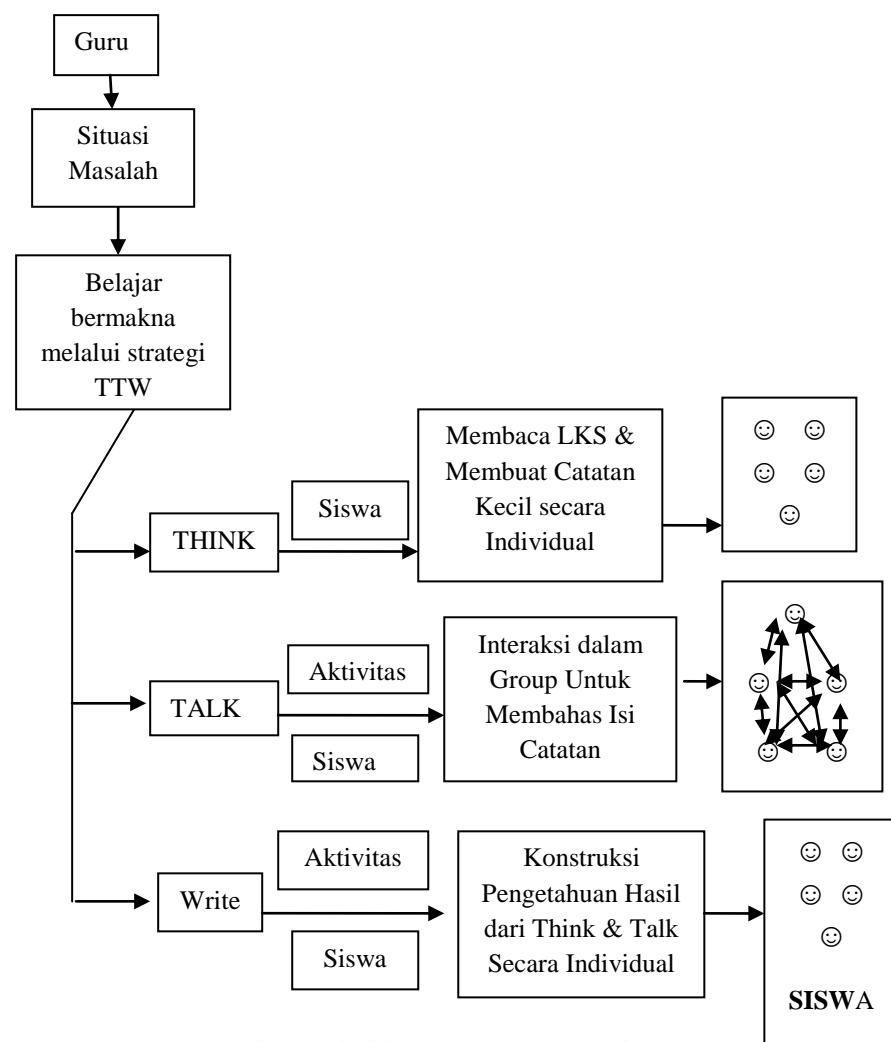 Guru
Situasi
Masalah
Belajar
bermakna
melalui strategi
TTW
THINK
Siswa
Membaca LKS &
Membuat Catatan
Kecil secara
Individual
TALK
Aktivitas
Siswa
Interaksi dalam
Group Untuk
Membahas Isi
Catatan
Write
Aktivitas
Siswa
Konstruksi
Pengetahuan Hasil
dari Think & Talk
Secara Individual
SISWA